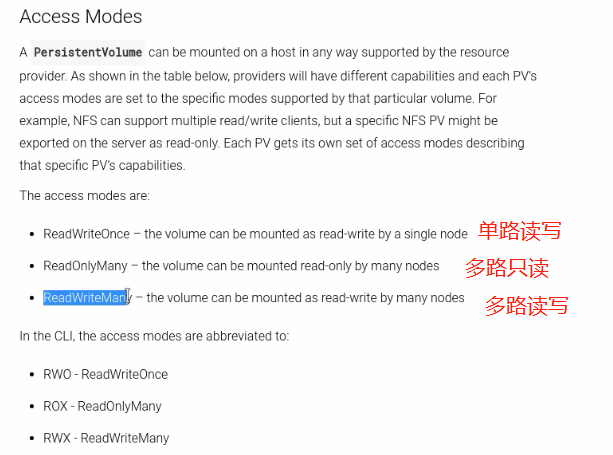 Access Modes
A PersistentVolume can be mounted on a host in any way supported by the resource
provider. As shown in the table below, providers will have different capabilities and each PV's
access modes are set to the specific modes supported by that particular volume. For
example, NFS can support multiple read/write clients, but a specific NFS PV might be
exported on the server as read-only. Each PV gets its own set of access modes describing
that specific PV's capabilities.
The access modes are:
• ReadWriteOnce – the volume can be mounted as read-write by a single node 单路读写
• ReadOnlyMany – the volume can be mounted read-only by many nodes 多路只读
• ReadWriteMany – the volume can be mounted as read-write by many nodes 多路读写
In the CLI, the access modes are abbreviated to:
• RWO - ReadWriteOnce
• ROX - ReadOnlyMany
• RWX - ReadWriteMany